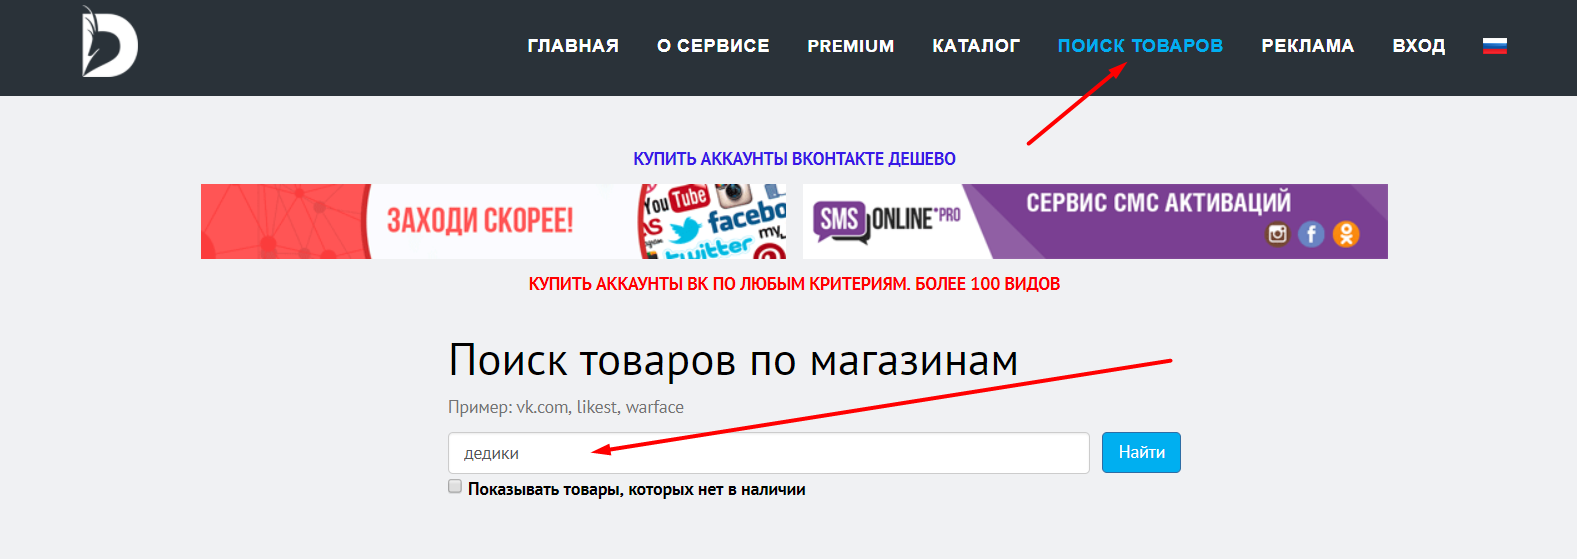 D
ГЛАВНАЯ О СЕРВИСЕ PREMIUM КАТАЛОГ ПОИСК ТОВАРОВ РЕКЛАМА ВХОД
КУПИТЬ АККАУНТЫ ВКОНТАКТЕ ДЕШЕВО
ЗАХОДИ СКОРЕЕ!
You Tube
facebo
twitter
my
SMS ONLINE PRO
СЕРВИС СМС АКТИВАЦИЙ
КУПИТЬ АККАУНТЫ ВК ПО ЛЮБЫМ КРИТЕРИЯМ. БОЛЕЕ 100 ВИДОВ
Поиск товаров по магазинам
Пример: vk.com, likest, warface
дедики
Найти
Показывать товары, которых нет в наличии